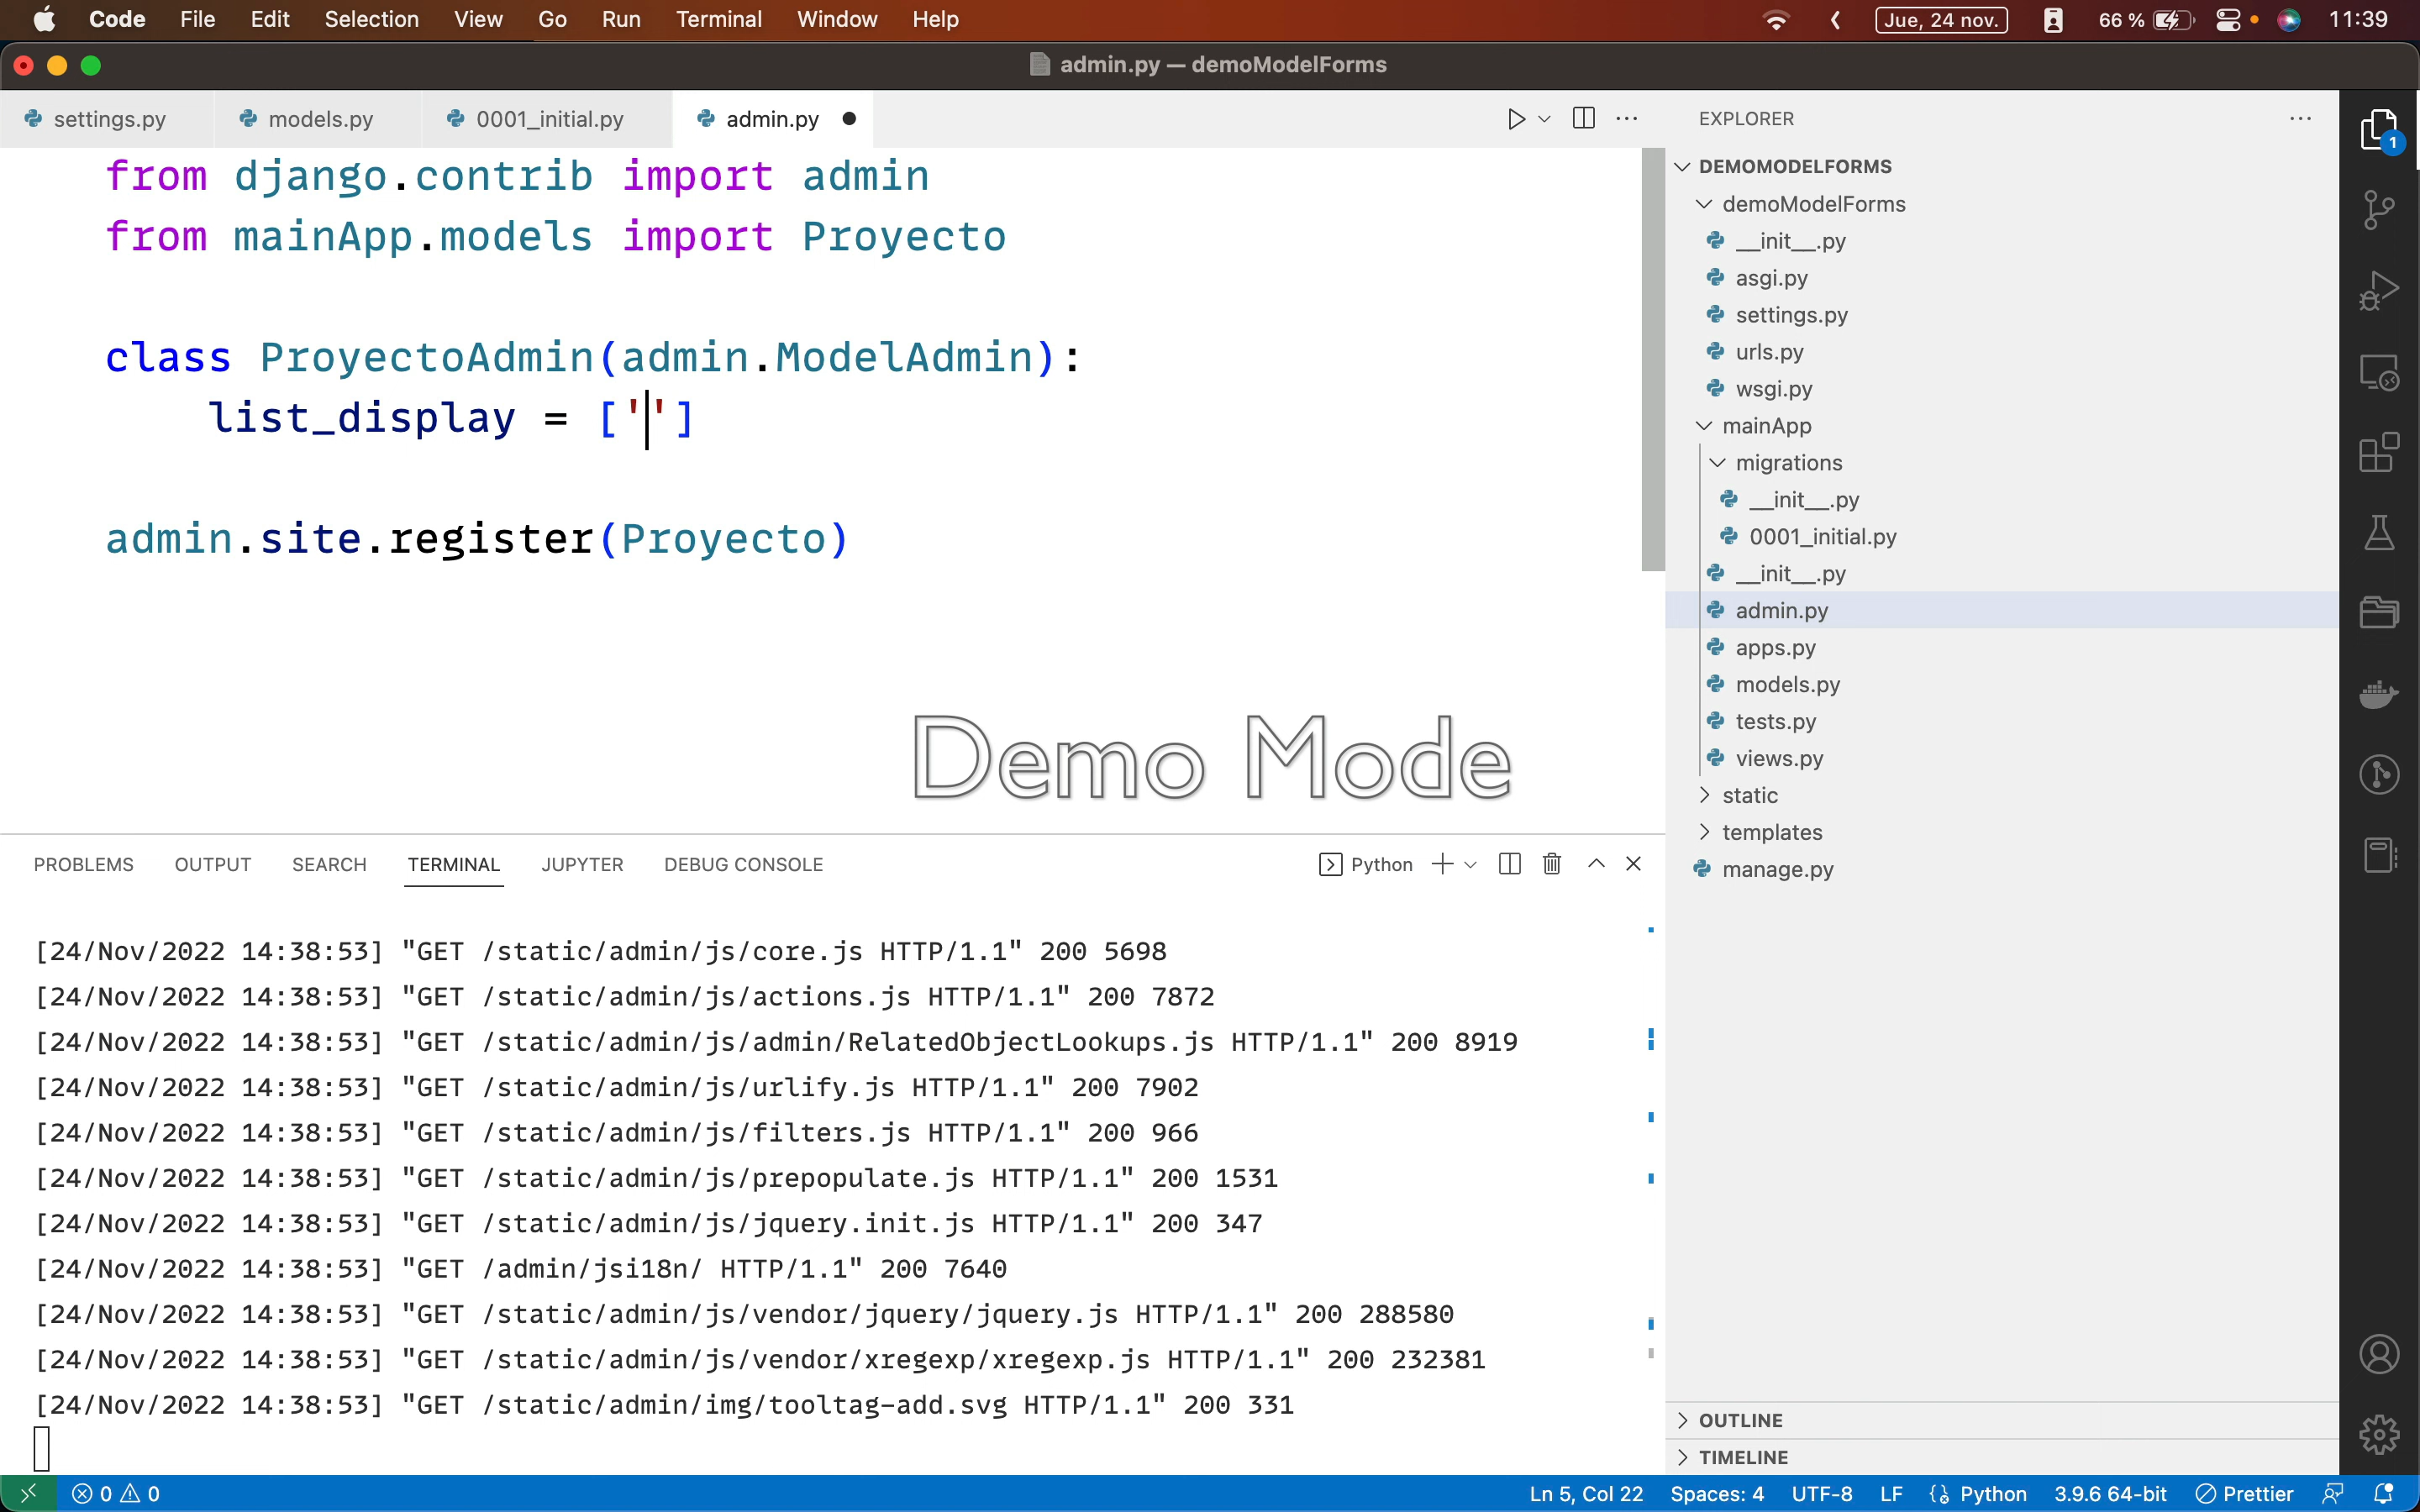 Code File Edit Selection View Go Run Terminal Window Help Jue, 24 nov. 66 % 11:39
admin.py — demoModelForms
settings.py models.py 0001_initial.py admin.py
from django.contrib import admin
from mainApp.models import Proyecto
class ProyectoAdmin(admin.ModelAdmin):
list_display = ['']
admin.site.register(Proyecto)
Demo Mode
PROBLEMS OUTPUT SEARCH TERMINAL JUPYTER DEBUG CONSOLE Python
[24/Nov/2022 14:38:53] "GET /static/admin/js/core.js HTTP/1.1" 200 5698
[24/Nov/2022 14:38:53] "GET /static/admin/js/actions.js HTTP/1.1" 200 7872
[24/Nov/2022 14:38:53] "GET /static/admin/js/admin/RelatedObjectLookups.js HTTP/1.1" 200 8919
[24/Nov/2022 14:38:53] "GET /static/admin/js/urlify.js HTTP/1.1" 200 7902
[24/Nov/2022 14:38:53] "GET /static/admin/js/filters.js HTTP/1.1" 200 966
[24/Nov/2022 14:38:53] "GET /static/admin/js/prepopulate.js HTTP/1.1" 200 1531
[24/Nov/2022 14:38:53] "GET /static/admin/js/jquery.init.js HTTP/1.1" 200 347
[24/Nov/2022 14:38:53] "GET /admin/jsi18n/ HTTP/1.1" 200 7640
[24/Nov/2022 14:38:53] "GET /static/admin/js/vendor/jquery/jquery.js HTTP/1.1" 200 288580
[24/Nov/2022 14:38:53] "GET /static/admin/js/vendor/xregexp/xregexp.js HTTP/1.1" 200 232381
[24/Nov/2022 14:38:53] "GET /static/admin/img/tooltag-add.svg HTTP/1.1" 200 331
EXPLORER
DEMOMODELFORMS
demoModelForms
__init__.py
asgi.py
settings.py
urls.py
wsgi.py
mainApp
migrations
__init__.py
0001_initial.py
__init__.py
admin.py
apps.py
models.py
tests.py
views.py
static
templates
manage.py
OUTLINE
TIMELINE
1
0 0 Ln 5, Col 22 Spaces: 4 UTF-8 LF Python 3.9.6 64-bit Prettier